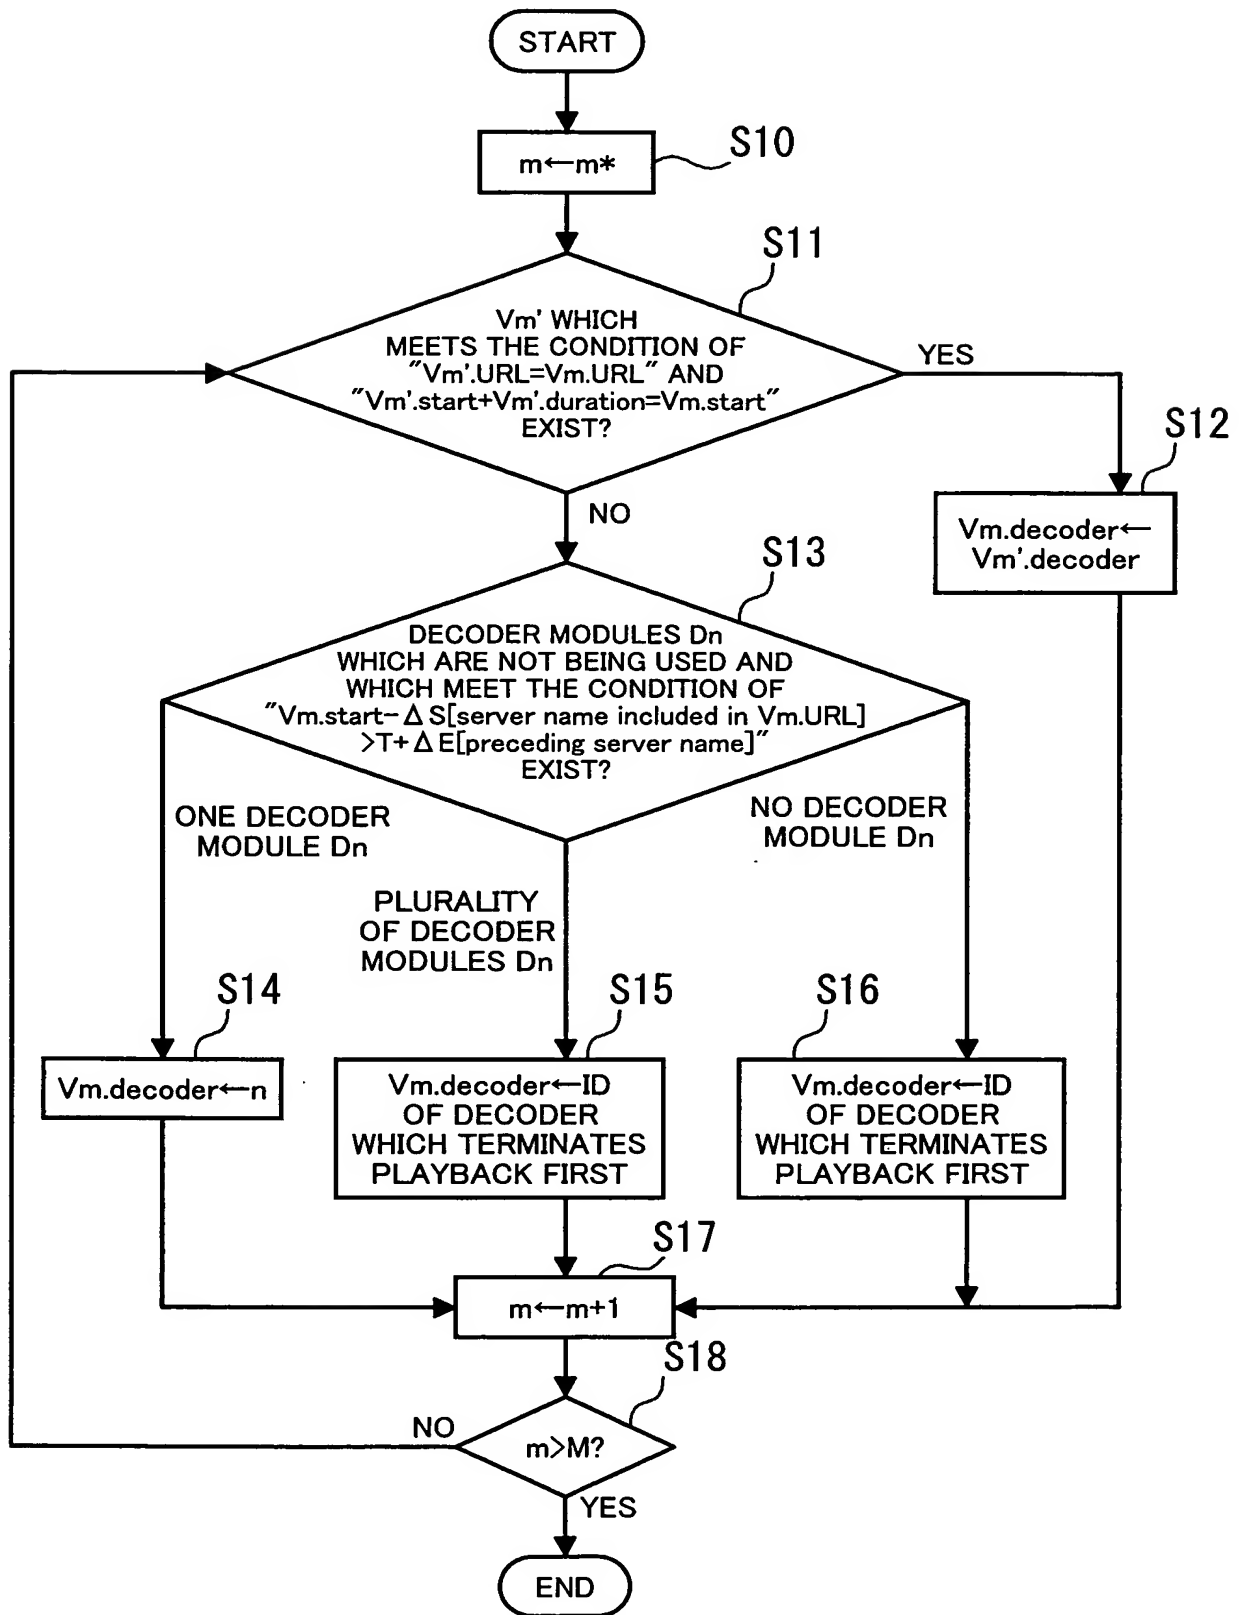 START
S10
m←m*
S11
Vm' WHICH
MEETS THE CONDITION OF
"Vm'.URL=Vm.URL" AND
"Vm'.start+Vm'.duration=Vm.start"
EXIST?
YES
S12
Vm.decoder←
Vm'.decoder
NO
S13
DECODER MODULES Dn
WHICH ARE NOT BEING USED AND
WHICH MEET THE CONDITION OF
"Vm.start-ΔS[server name included in Vm.URL]
>T+ΔE[preceding server name]"
EXIST?
ONE DECODER
MODULE Dn
PLURALITY
OF DECODER
MODULES Dn
NO DECODER
MODULE Dn
S14
Vm.decoder←n
S15
Vm.decoder←ID
OF DECODER
WHICH TERMINATES
PLAYBACK FIRST
S16
Vm.decoder←ID
OF DECODER
WHICH TERMINATES
PLAYBACK FIRST
S17
m←m+1
S18
m>M?
NO
YES
END